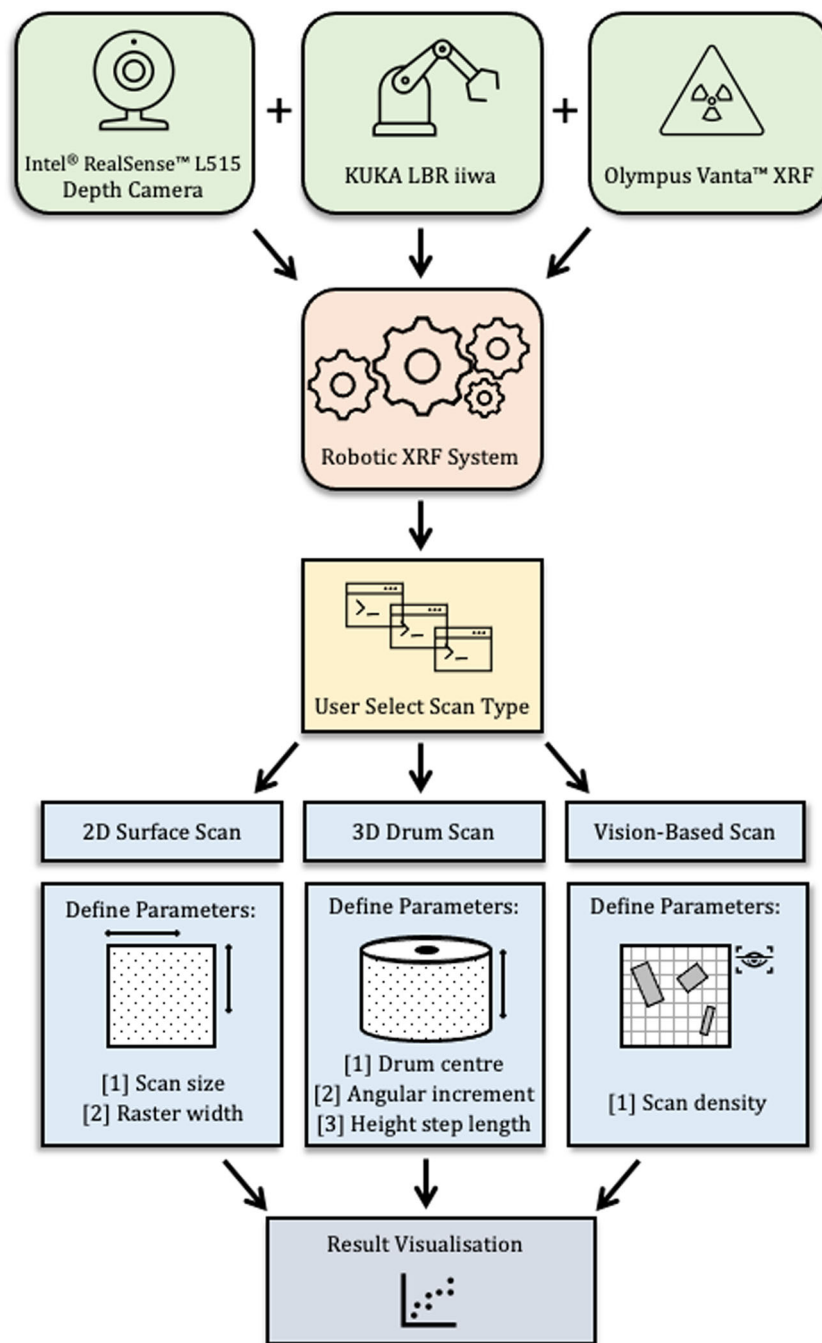 Intel® RealSense™ L515
Depth Camera
+
KUKA LBR iiwa
+
Olympus Vanta™ XRF
Robotic XRF System
>_
>_
>_
User Select Scan Type
2D Surface Scan
3D Drum Scan
Vision-Based Scan
Define Parameters:
[1] Scan size
[2] Raster width
Define Parameters:
[1] Drum centre
[2] Angular increment
[3] Height step length
Define Parameters:
[1] Scan density
Result Visualisation